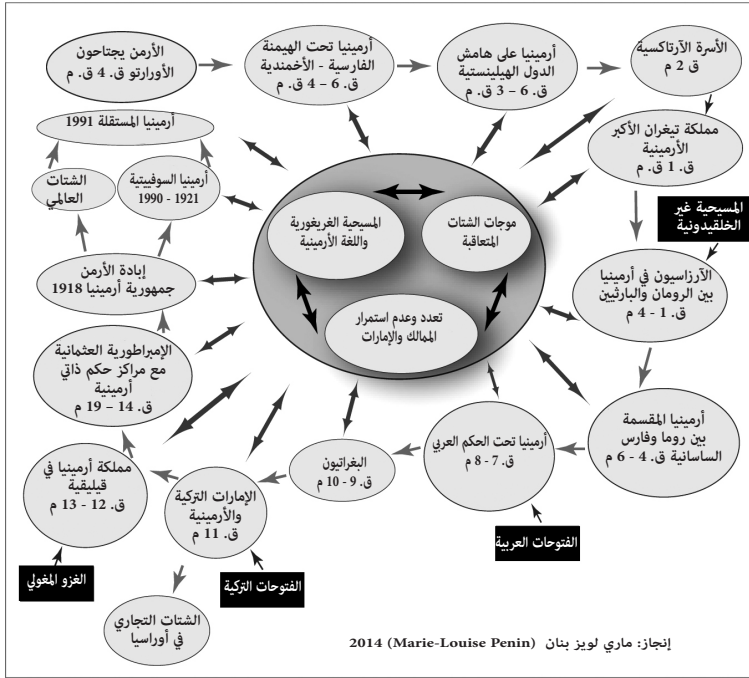 الأرمن يجتاحون
الأورارتو ق. 4 ق. م
أرمينيا تحت الهيمنة
الفارسية - الأخمندية
ق. 6 – 4 ق. م
أرمينيا على هامش
الدول الهيلينستية
ق. 6 – 3 ق. م
الأسرة الآرتاكسية
ق 2 م
مملكة تيغران الأكبر
الأرمينية
ق. 1 ق. م
المسيحية غير
الخلقيدونية
الآرزاسيون في أرمينيا
بين الرومان والبارثيين
ق. 1 - 4 م
أرمينيا المقسمة
بين روما وفارس
الساسانية ق. 4 - 6 م
أرمينيا تحت الحكم العربي
ق. 7 - 8 م
الفتوحات العربية
البغراتيون
ق. 9 - 10 م
الإمارات التركية
والأرمينية
ق. 11 م
الفتوحات التركية
الشتات التجاري
في أوراسيا
مملكة أرمينيا في
قيليقية
ق. 12 - 13 م
الغزو المغولي
الإمبراطورية العثمانية
مع مراكز حكم ذاتي
أرمينية
ق. 14 – 19 م
إبادة الأرمن
جمهورية أرمينيا 1918
الشتات
العالمي
أرمينيا السوفييتية
1921 - 1990
أرمينيا المستقلة 1991
المسيحية الغريغورية
واللغة الأرمينية
موجات الشتات
المتعاقبة
تعدد وعدم استمرار
الممالك والإمارات
إنجاز: ماري لويز بنان (Marie-Louise Penin) 2014